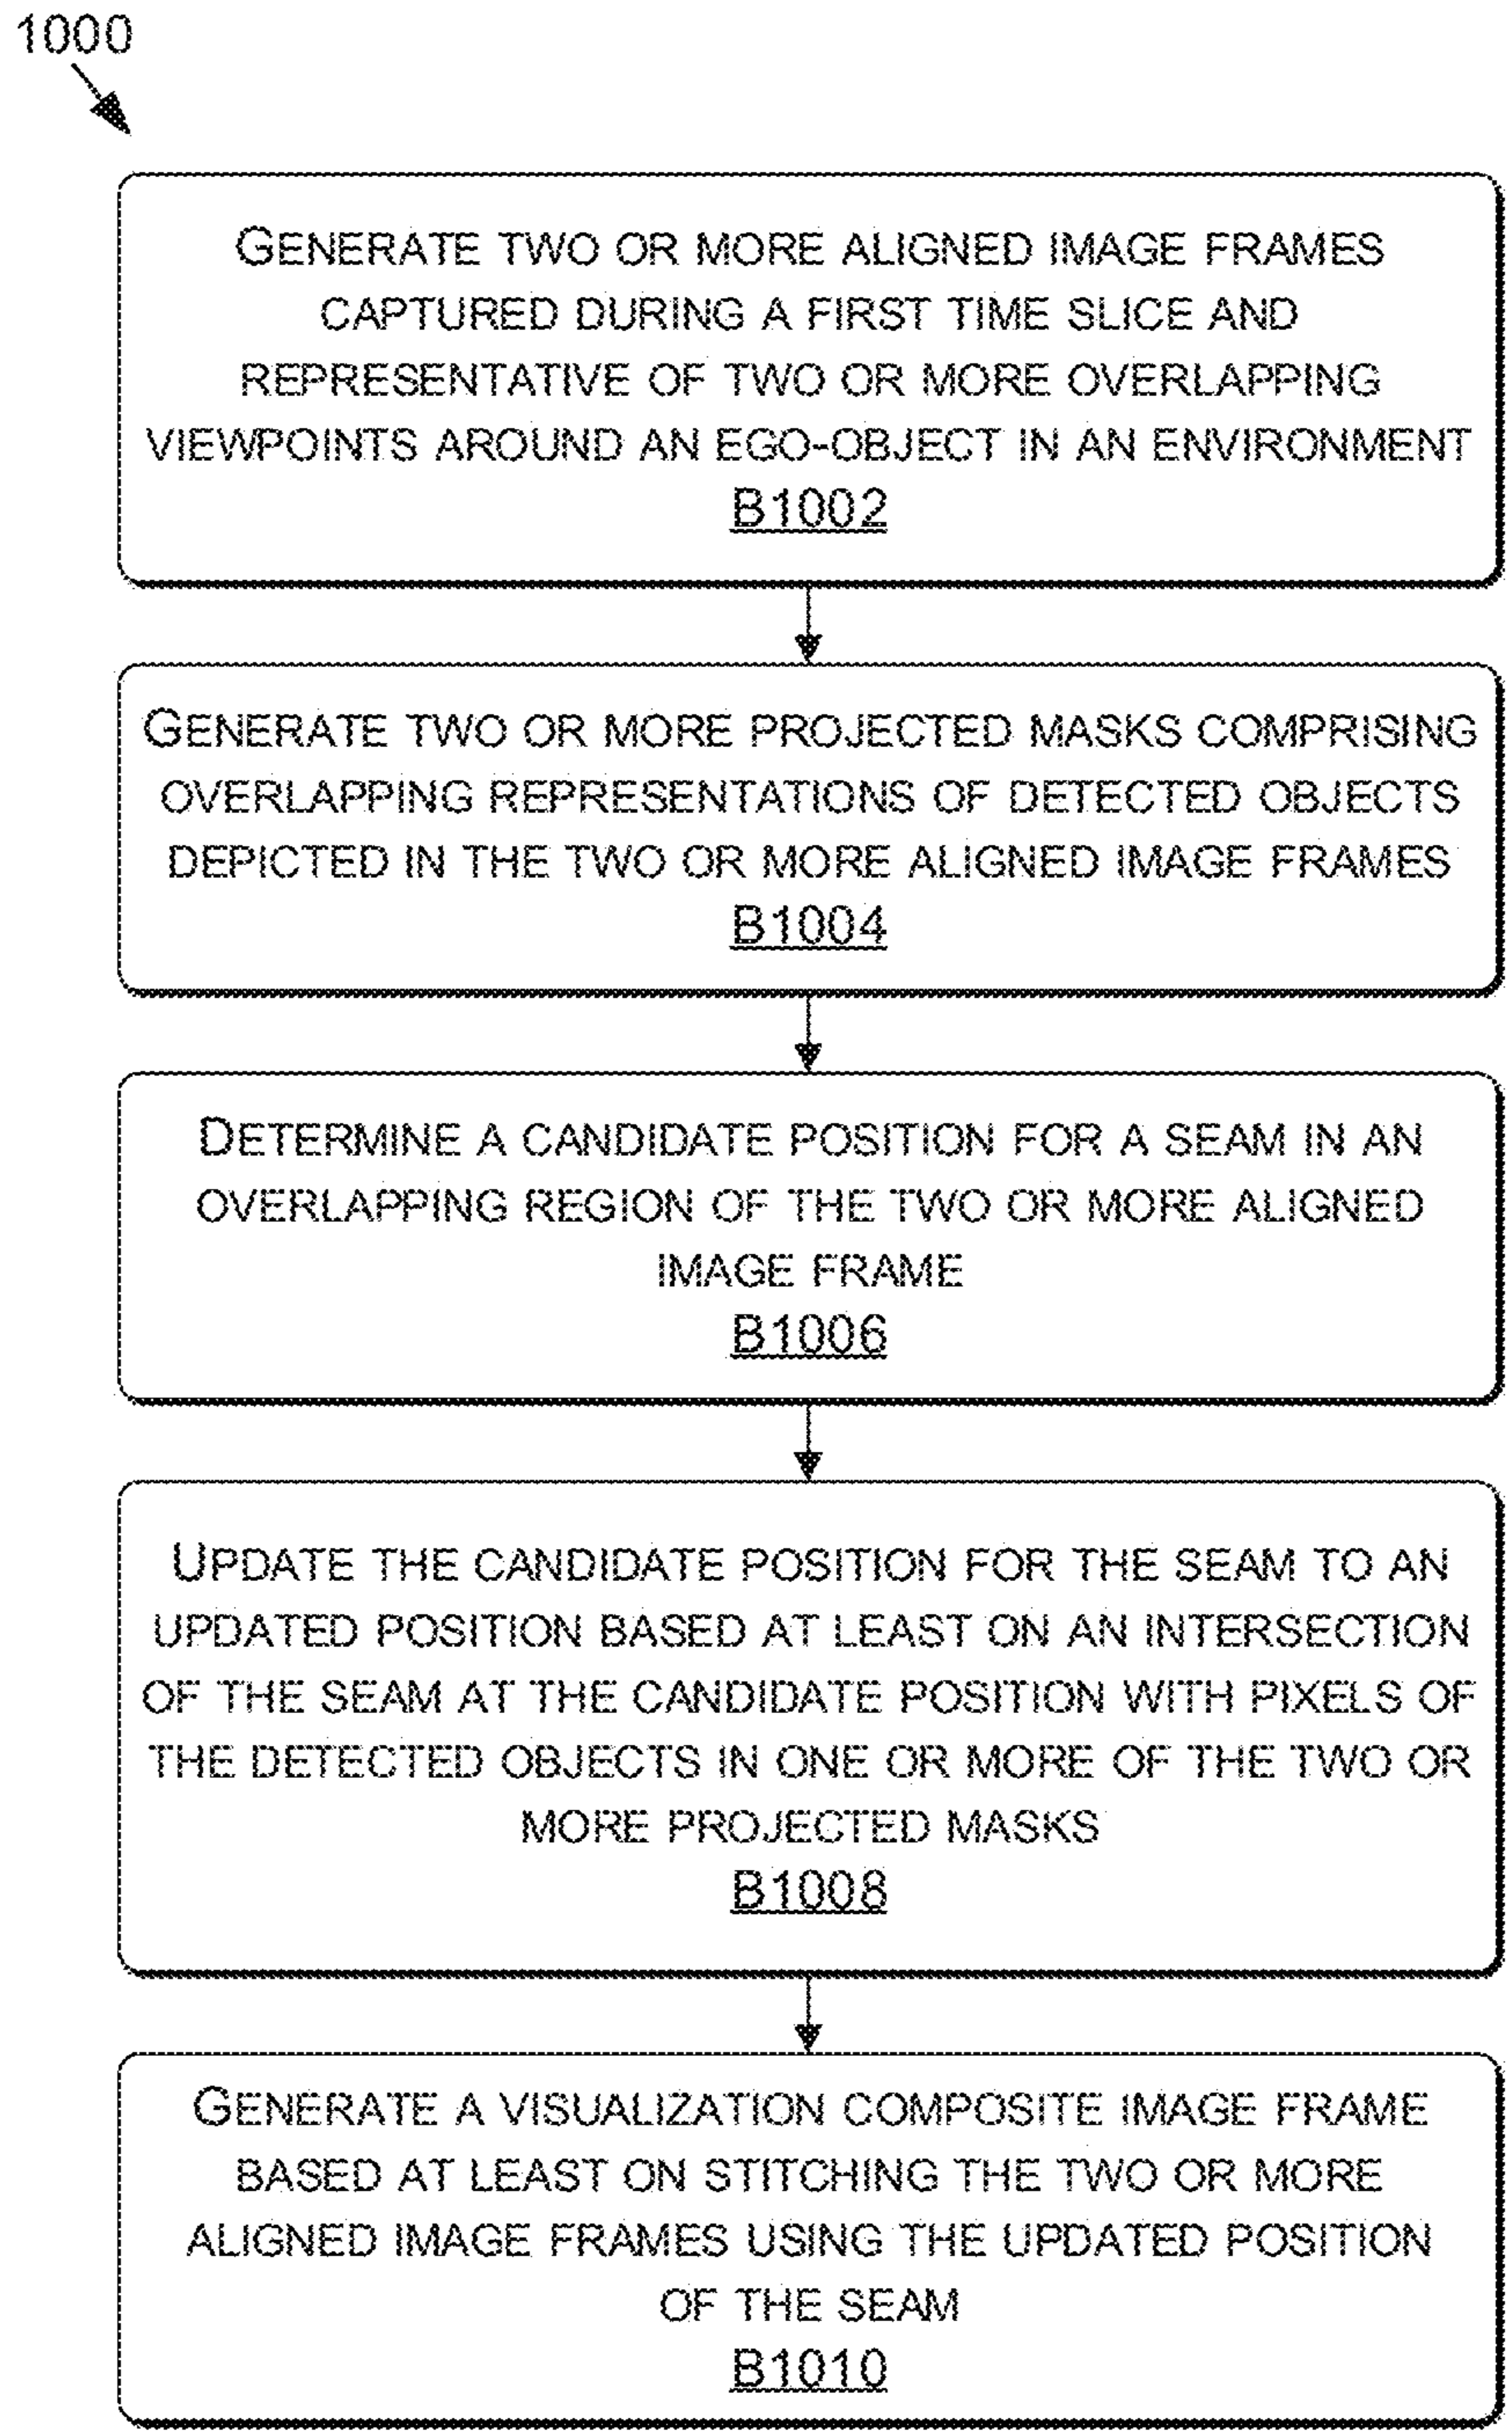 1000
GENERATE TWO OR MORE ALIGNED IMAGE FRAMES
CAPTURED DURING A FIRST TIME SLICE AND
REPRESENTATIVE OF TWO OR MORE OVERLAPPING
VIEWPOINTS AROUND AN EGO-OBJECT IN AN ENVIRONMENT
B1002
GENERATE TWO OR MORE PROJECTED MASKS COMPRISING
OVERLAPPING REPRESENTATIONS OF DETECTED OBJECTS
DEPICTED IN THE TWO OR MORE ALIGNED IMAGE FRAMES
B1004
DETERMINE A CANDIDATE POSITION FOR A SEAM IN AN
OVERLAPPING REGION OF THE TWO OR MORE ALIGNED
IMAGE FRAME
B1006
UPDATE THE CANDIDATE POSITION FOR THE SEAM TO AN
UPDATED POSITION BASED AT LEAST ON AN INTERSECTION
OF THE SEAM AT THE CANDIDATE POSITION WITH PIXELS OF
THE DETECTED OBJECTS IN ONE OR MORE OF THE TWO OR
MORE PROJECTED MASKS
B1008
GENERATE A VISUALIZATION COMPOSITE IMAGE FRAME
BASED AT LEAST ON STITCHING THE TWO OR MORE
ALIGNED IMAGE FRAMES USING THE UPDATED POSITION
OF THE SEAM
B1010